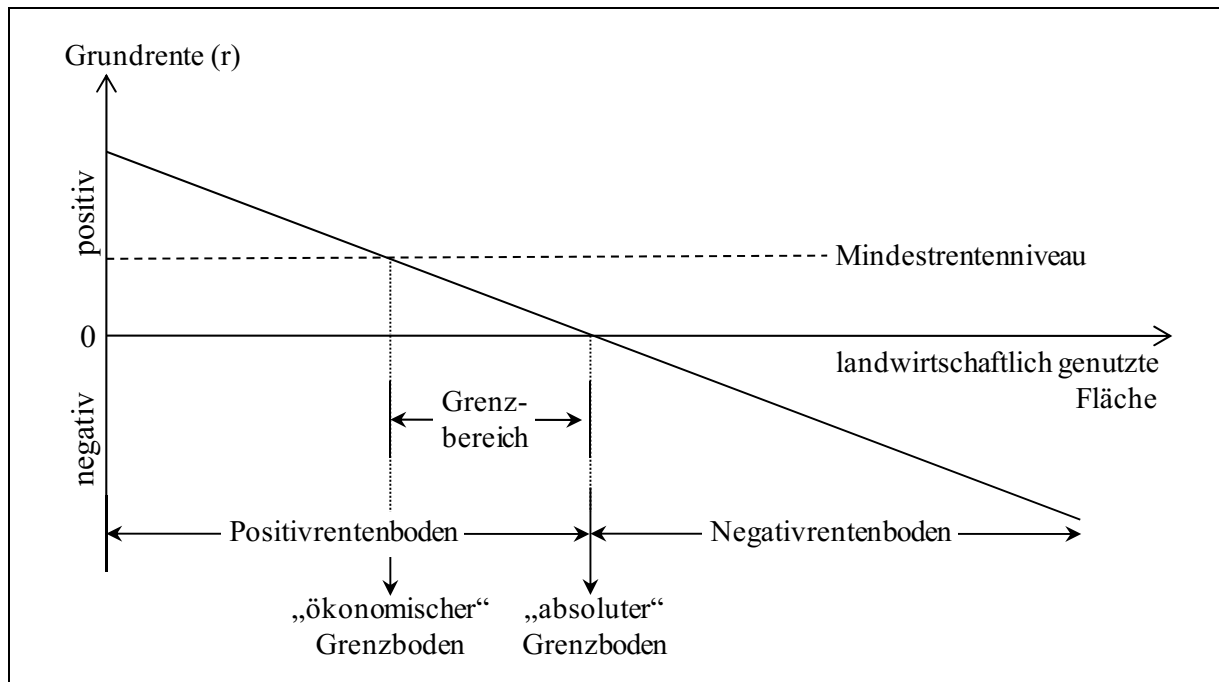 Grundrente (r)
positiv
Mindestrentenniveau
0
landwirtschaftlich genutzte
Fläche
negativ
Grenz-
bereich
Positivrentenboden
Negativrentenboden
„ökonomischer“
Grenzboden
„absoluter“
Grenzboden